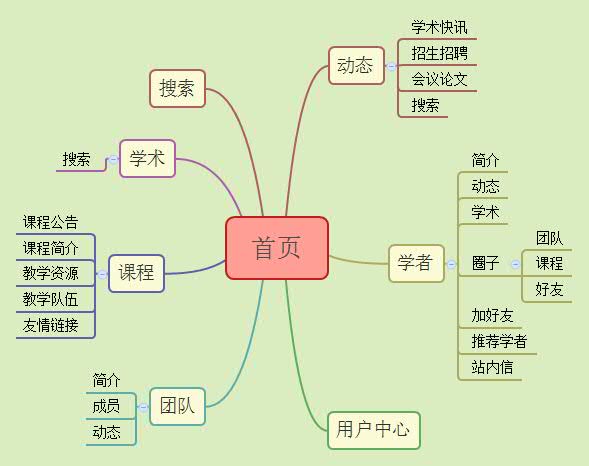 首页
动态
学术快讯
招生招聘
会议论文
搜索
学者
简介
动态
学术
圈子
团队
课程
好友
加好友
推荐学者
站内信
用户中心
团队
简介
成员
动态
课程
课程公告
课程简介
教学资源
教学队伍
友情链接
学术
搜索
搜索